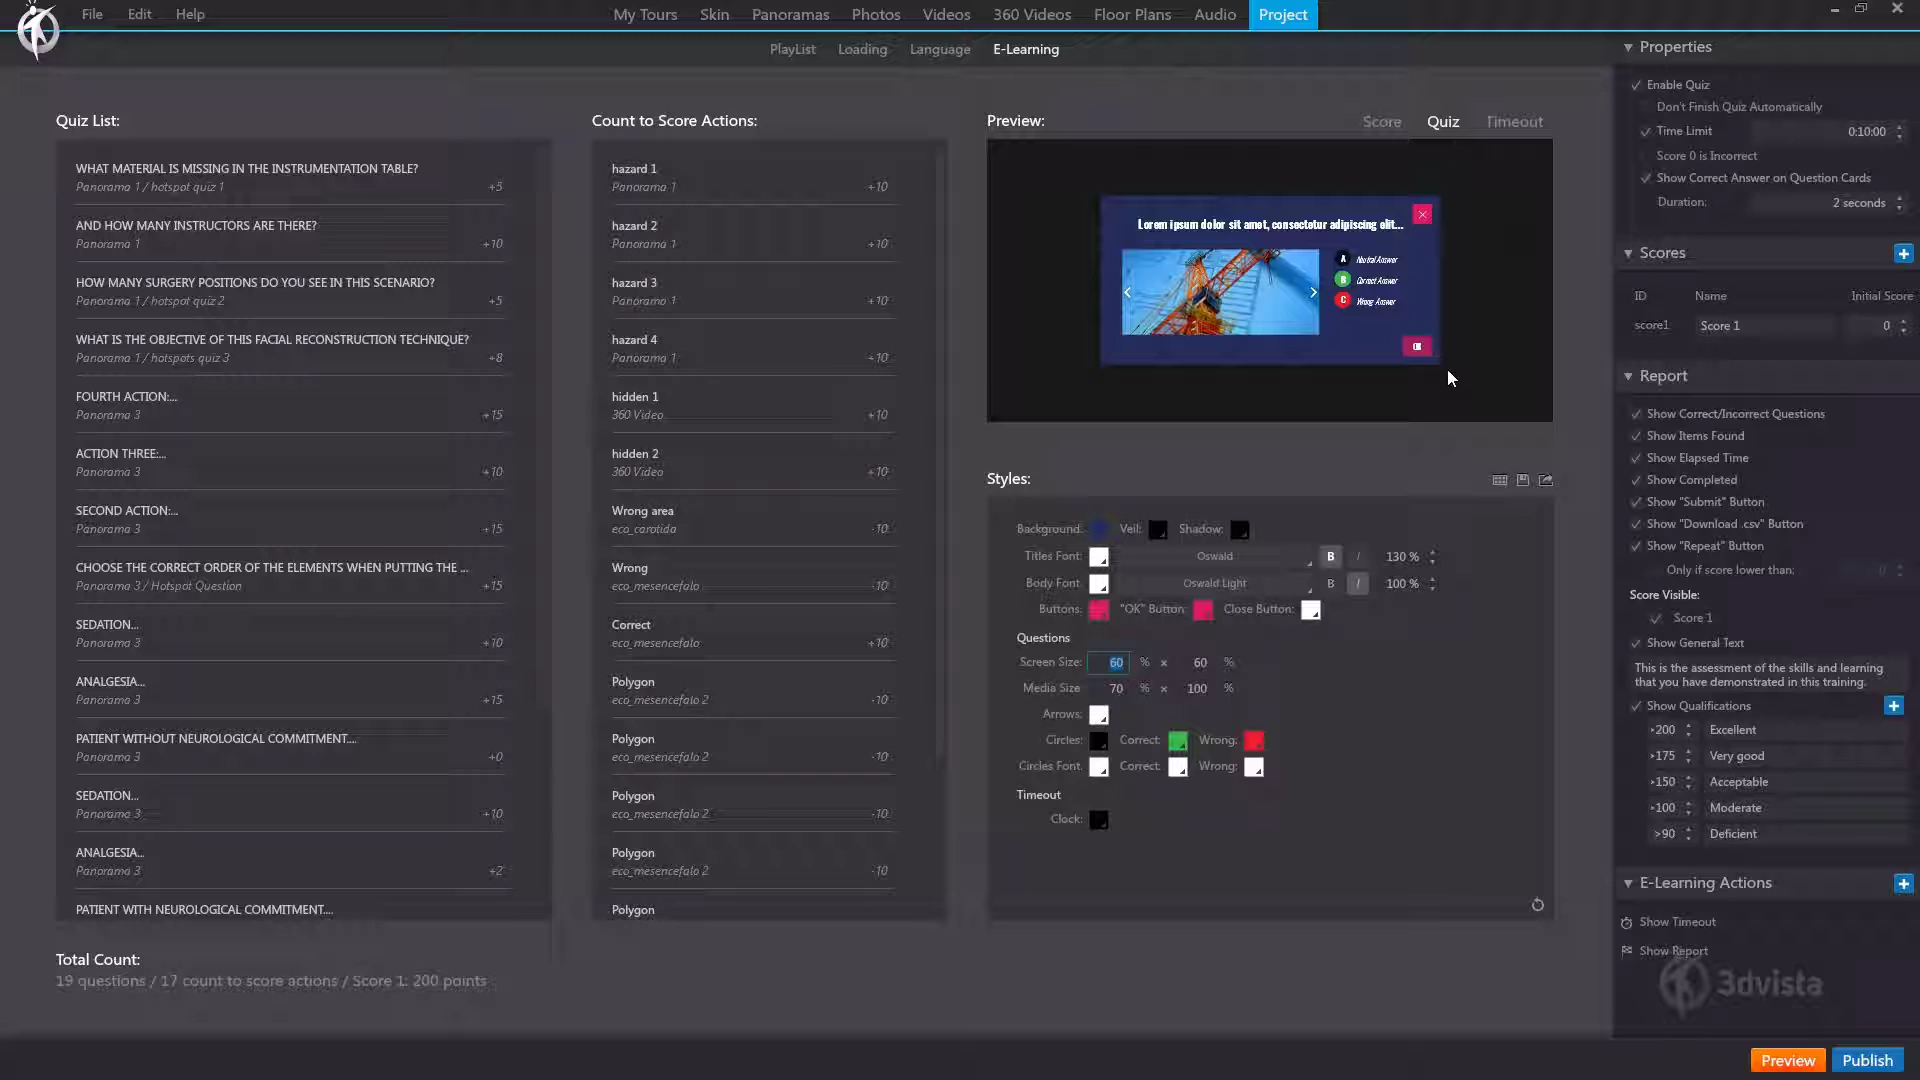 File Edit Help
My Tours Skin Panoramas Photos Videos 360 Videos Floor Plans Audio Project
PlayList Loading Language E-Learning
Quiz List:
WHAT MATERIAL IS MISSING IN THE INSTRUMENTATION TABLE?
Panorama 1 / hotspot quiz 1 +5
AND HOW MANY INSTRUCTORS ARE THERE?
Panorama 1 +10
HOW MANY SURGERY POSITIONS DO YOU SEE IN THIS SCENARIO?
Panorama 1 / hotspot quiz 2 +5
WHAT IS THE OBJECTIVE OF THIS FACIAL RECONSTRUCTION TECHNIQUE?
Panorama 1 / hotspots quiz 3 +8
FOURTH ACTION:...
Panorama 3 +15
ACTION THREE:...
Panorama 3 +10
SECOND ACTION:...
Panorama 3 +15
CHOOSE THE CORRECT ORDER OF THE ELEMENTS WHEN PUTTING THE ...
Panorama 3 / Hotspot Question +15
SEDATION...
Panorama 3 +10
ANALGESIA...
Panorama 3 +15
PATIENT WITHOUT NEUROLOGICAL COMMITMENT....
Panorama 3 +0
SEDATION...
Panorama 3 +10
ANALGESIA...
Panorama 3 +2
PATIENT WITH NEUROLOGICAL COMMITMENT....
Total Count:
19 questions / 17 count to score actions / Score 1: 200 points
Count to Score Actions:
hazard 1
Panorama 1 +10
hazard 2
Panorama 1 +10
hazard 3
Panorama 1 +10
hazard 4
Panorama 1 +10
hidden 1
360 Video +10
hidden 2
360 Video +10
Wrong area
eco_carotida -10
Wrong
eco_mesencefalo -10
Correct
eco_mesencefalo +10
Polygon
eco_mesencefalo 2 -10
Polygon
eco_mesencefalo 2 -10
Polygon
eco_mesencefalo 2 -10
Polygon
eco_mesencefalo 2 -10
Polygon
Preview: Score Quiz Timeout
Lorem ipsum dolor sit amet, consectetur adipiscing elit...
A Neutral Answer
B Correct Answer
C Wrong Answer
OK
Styles:
Background: Veil: Shadow:
Titles Font: Oswald B I 130 %
Body Font: Oswald Light B I 100 %
Buttons: "OK" Button: Close Button:
Questions
Screen Size: 60 % × 60 %
Media Size 70 % × 100 %
Arrows:
Circles: Correct: Wrong:
Circles Font: Correct: Wrong:
Timeout
Clock:
Properties
Enable Quiz
Don't Finish Quiz Automatically
Time Limit 0:10:00
Score 0 is Incorrect
Show Correct Answer on Question Cards
Duration: 2 seconds
Scores
ID Name Initial Score
score1 Score 1 0
Report
Show Correct/Incorrect Questions
Show Items Found
Show Elapsed Time
Show Completed
Show "Submit" Button
Show "Download .csv" Button
Show "Repeat" Button
Only if score lower than: 0
Score Visible:
Score 1
Show General Text
This is the assessment of the skills and learning
that you have demonstrated in this training.
Show Qualifications
>200 Excellent
>175 Very good
>150 Acceptable
>100 Moderate
>90 Deficient
E-Learning Actions
Show Timeout
Show Report
3dvista
Preview Publish